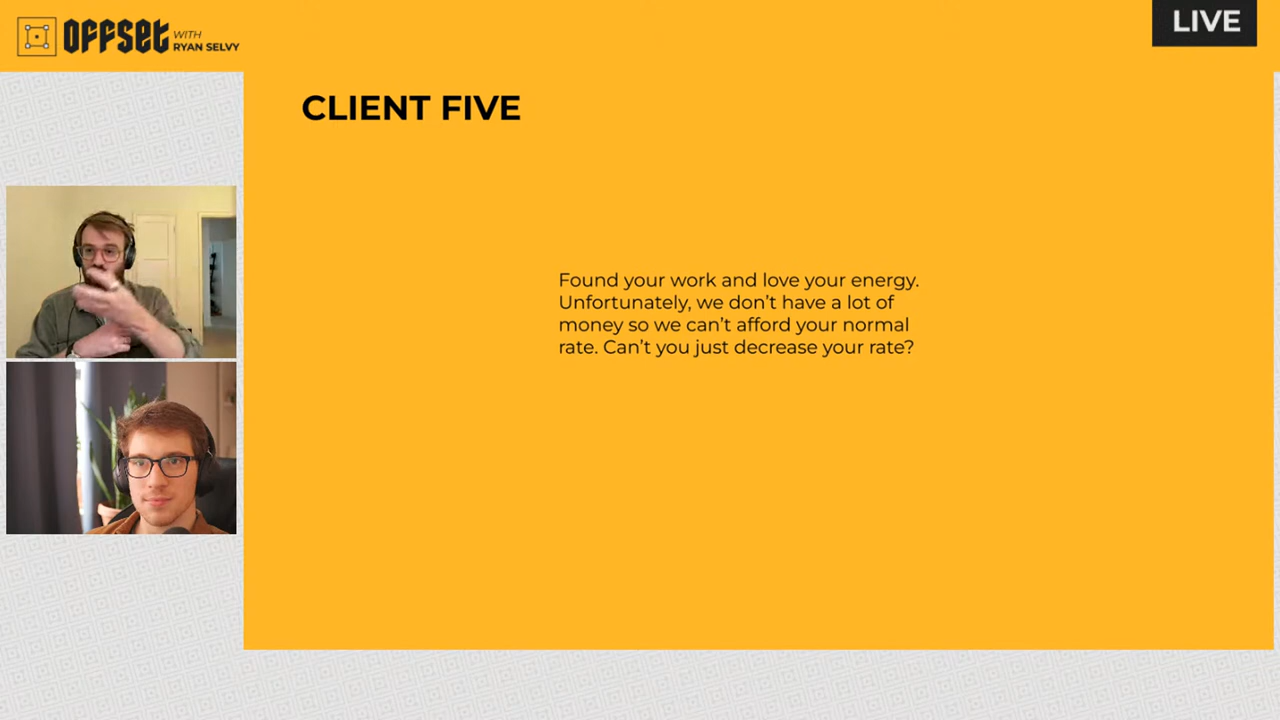 OFFSET
WITH
RYAN SELVY
LIVE
CLIENT FIVE
Found your work and love your energy.
Unfortunately, we don't have a lot of
money so we can't afford your normal
rate. Can't you just decrease your rate?